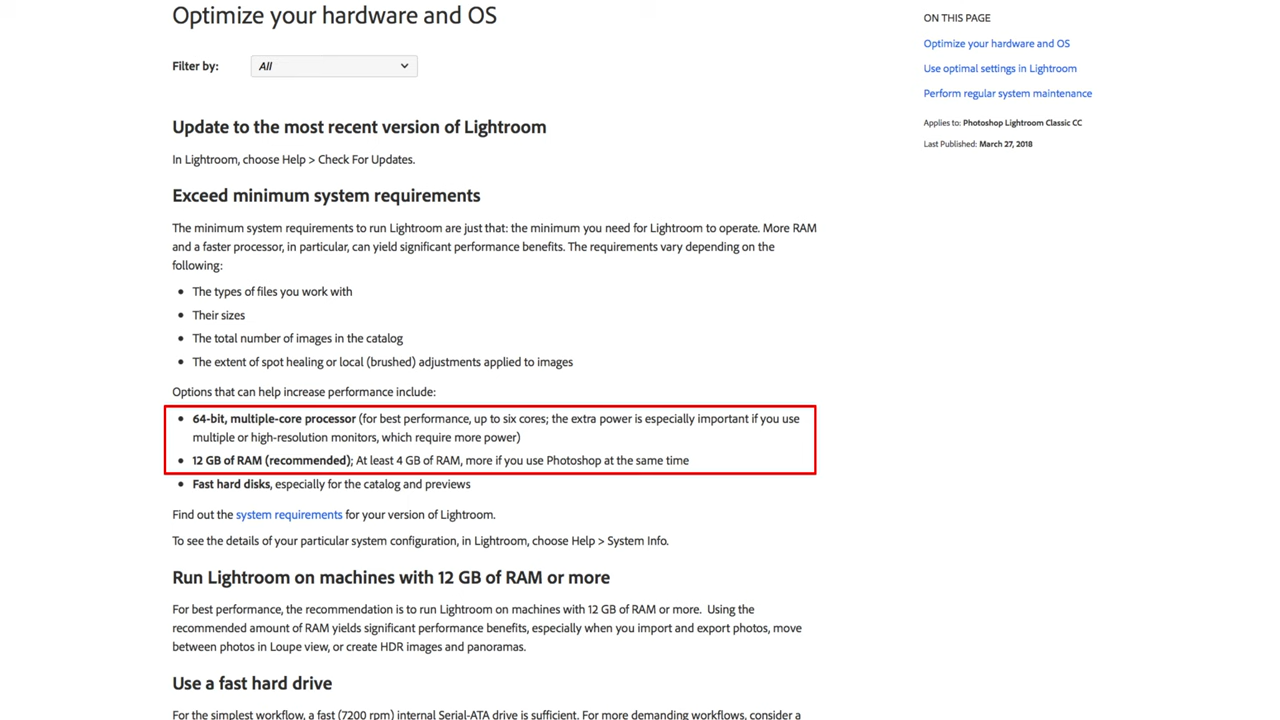 Optimize your hardware and OS
Filter by:
All
Update to the most recent version of Lightroom
In Lightroom, choose Help > Check For Updates.
Exceed minimum system requirements
The minimum system requirements to run Lightroom are just that: the minimum you need for Lightroom to operate. More RAM
and a faster processor, in particular, can yield significant performance benefits. The requirements vary depending on the
following:
• The types of files you work with
• Their sizes
• The total number of images in the catalog
• The extent of spot healing or local (brushed) adjustments applied to images
Options that can help increase performance include:
• 64-bit, multiple-core processor (for best performance, up to six cores; the extra power is especially important if you use
multiple or high-resolution monitors, which require more power)
• 12 GB of RAM (recommended); At least 4 GB of RAM, more if you use Photoshop at the same time
• Fast hard disks, especially for the catalog and previews
Find out the system requirements for your version of Lightroom.
To see the details of your particular system configuration, in Lightroom, choose Help > System Info.
Run Lightroom on machines with 12 GB of RAM or more
For best performance, the recommendation is to run Lightroom on machines with 12 GB of RAM or more. Using the
recommended amount of RAM yields significant performance benefits, especially when you import and export photos, move
between photos in Loupe view, or create HDR images and panoramas.
Use a fast hard drive
For the simplest workflow, a fast (7200 rpm) internal Serial-ATA drive is sufficient. For more demanding workflows, consider a
ON THIS PAGE
Optimize your hardware and OS
Use optimal settings in Lightroom
Perform regular system maintenance
Applies to: Photoshop Lightroom Classic CC
Last Published: March 27, 2018